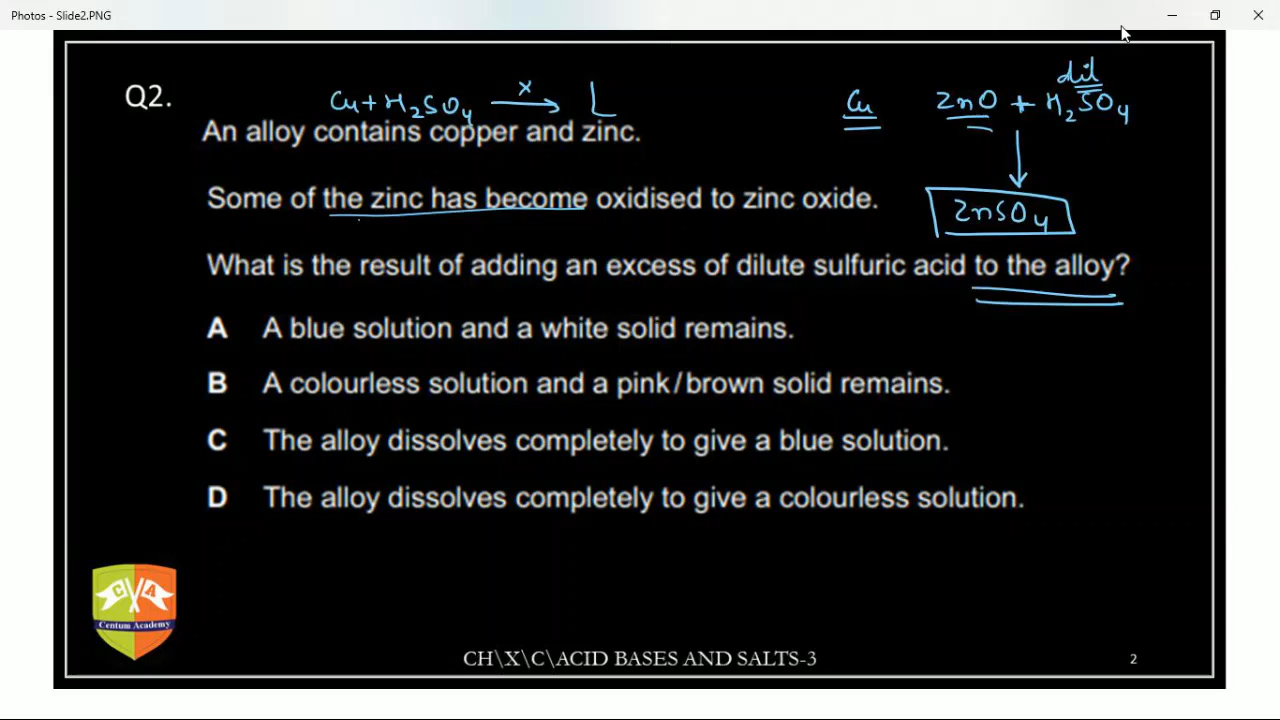 Photos - Slide2.PNG
Q2.
Cu + H₂SO₄ —x→
Cu
ZnO + H₂SO₄
dil
↓
ZnSO₄
An alloy contains copper and zinc.
Some of the zinc has become oxidised to zinc oxide.
What is the result of adding an excess of dilute sulfuric acid to the alloy?
A A blue solution and a white solid remains.
B A colourless solution and a pink/brown solid remains.
C The alloy dissolves completely to give a blue solution.
D The alloy dissolves completely to give a colourless solution.
C A
Centum Academy
CH\X\C\ACID BASES AND SALTS-3
2